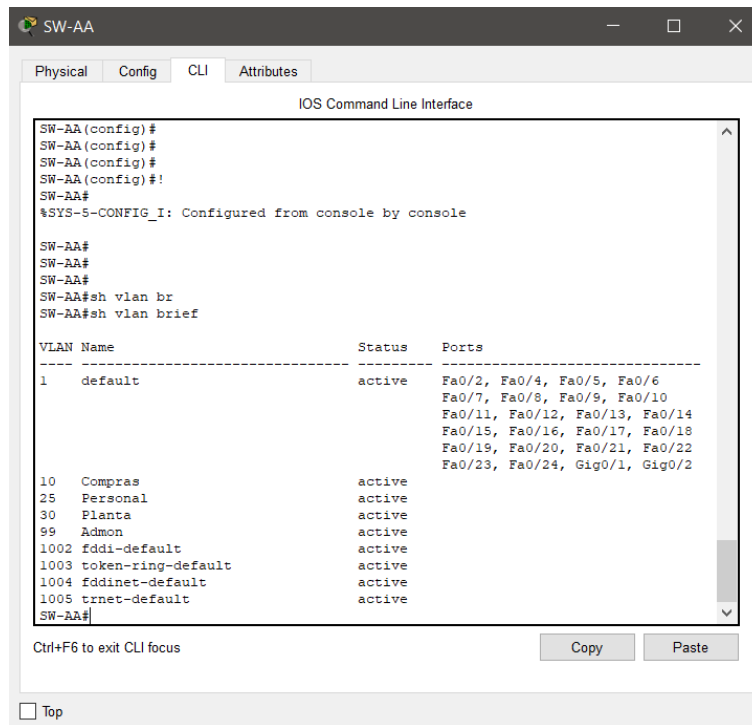 SW-AA
Physical Config CLI Attributes
IOS Command Line Interface
SW-AA(config)#
SW-AA(config)#
SW-AA(config)#
SW-AA(config)#!
SW-AA#
%SYS-5-CONFIG_I: Configured from console by console
SW-AA#
SW-AA#
SW-AA#
SW-AA#sh vlan br
SW-AA#sh vlan brief
VLAN Name Status Ports
---- -------------------------------- --------- -------------------------------
1 default active Fa0/2, Fa0/4, Fa0/5, Fa0/6
Fa0/7, Fa0/8, Fa0/9, Fa0/10
Fa0/11, Fa0/12, Fa0/13, Fa0/14
Fa0/15, Fa0/16, Fa0/17, Fa0/18
Fa0/19, Fa0/20, Fa0/21, Fa0/22
Fa0/23, Fa0/24, Gig0/1, Gig0/2
10 Compras active
25 Personal active
30 Planta active
99 Admon active
1002 fddi-default active
1003 token-ring-default active
1004 fddinet-default active
1005 trnet-default active
SW-AA#
Ctrl+F6 to exit CLI focus Copy Paste
Top